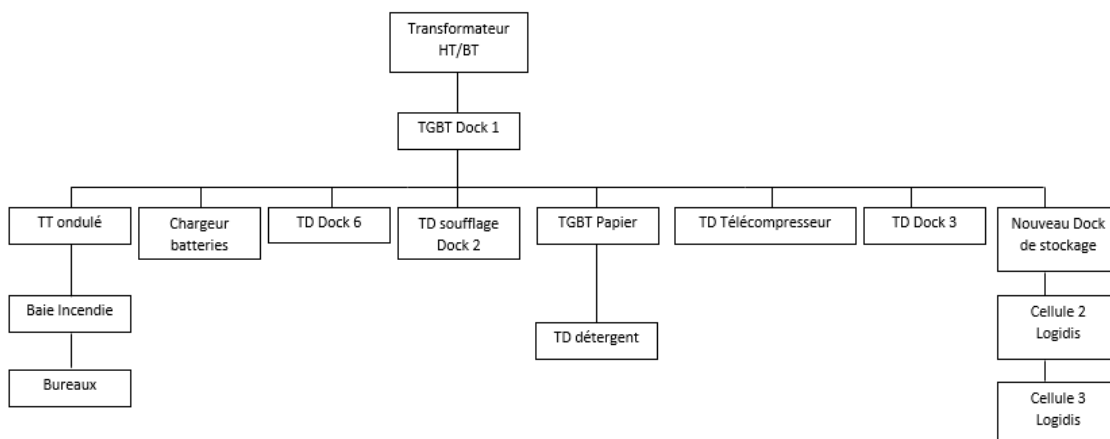 Transformateur
HT/BT
TGBT Dock 1
TT ondulé
Chargeur
batteries
TD Dock 6
TD soufflage
Dock 2
TGBT Papier
TD Télécompresseur
TD Dock 3
Nouveau Dock
de stockage
Baie Incendie
TD détergent
Cellule 2
Logidis
Bureaux
Cellule 3
Logidis